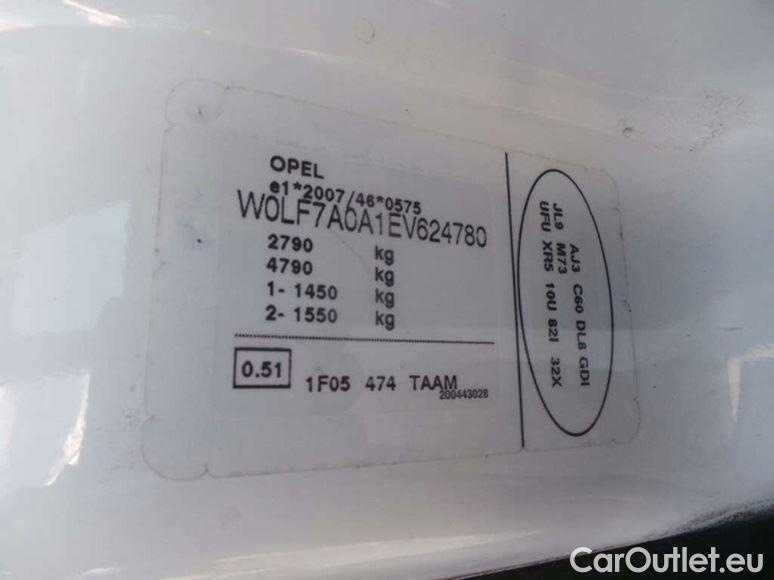 OPEL
e1*2007/46*0575
W0LF7A0A1EV624780
2790 kg
4790 kg
1- 1450 kg
2- 1550 kg
0.51 1F05 474 TAAM
200443028
AJ3 C60 DL8 GDI
JL9 M73
UFU XR5 10U 82I 32X
CarOutlet.eu